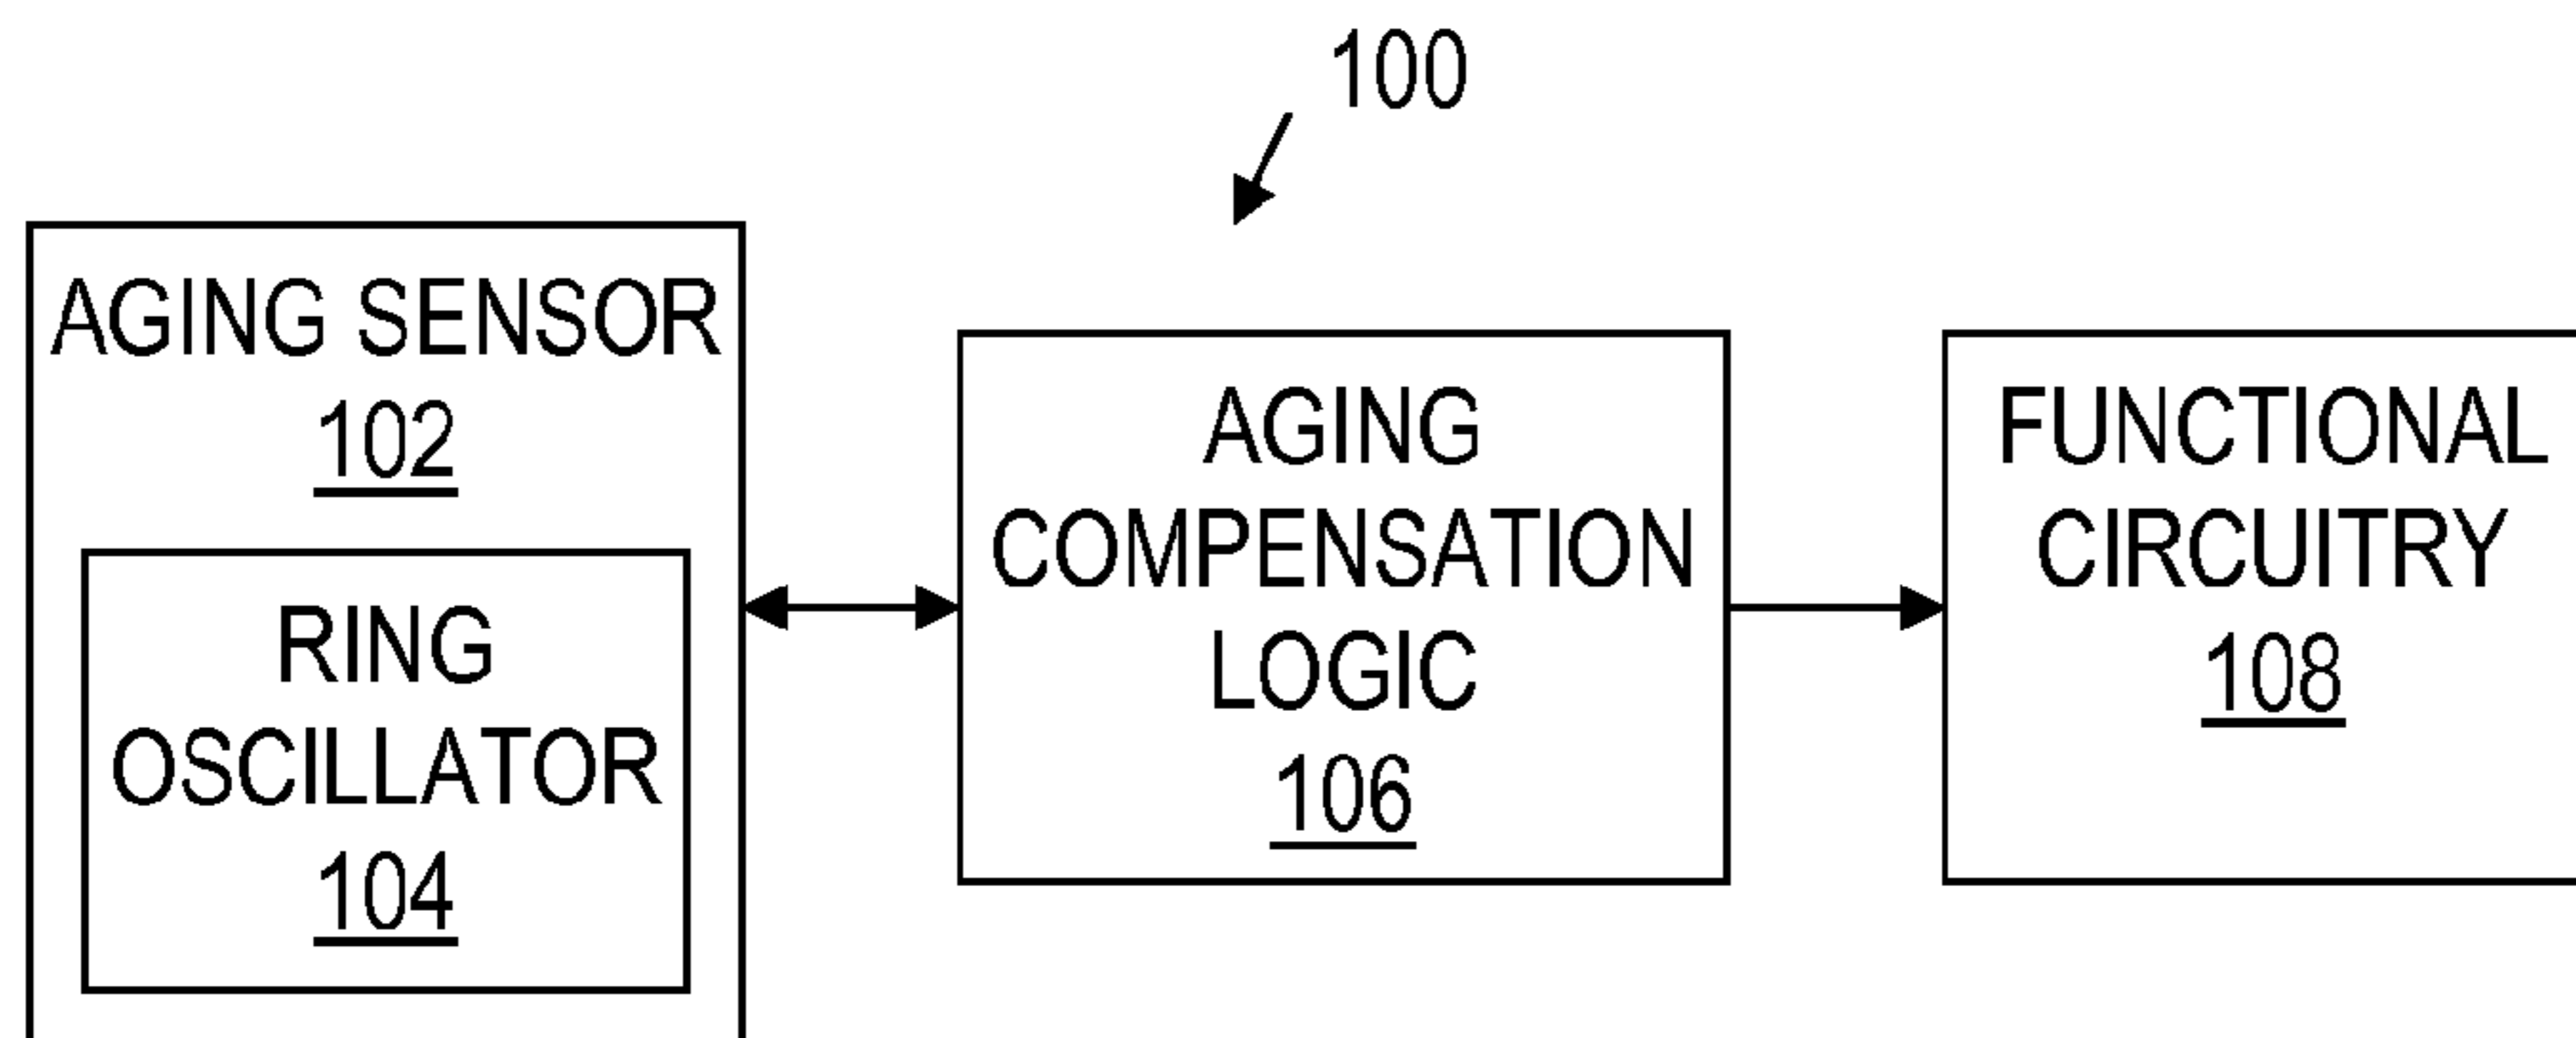 100
AGING SENSOR
102
RING
OSCILLATOR
104
AGING
COMPENSATION
LOGIC
106
FUNCTIONAL
CIRCUITRY
108